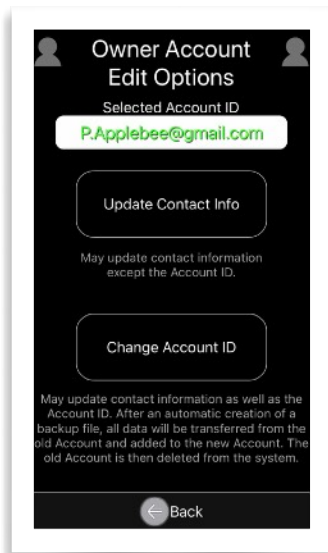 Owner Account
Edit Options
Selected Account ID
P.Applebee@gmail.com
Update Contact Info
May update contact information
except the Account ID.
Change Account ID
May update contact information as well as the
Account ID. After an automatic creation of a
backup file, all data will be transferred from the
old Account and added to the new Account. The
old Account is then deleted from the system.
Back